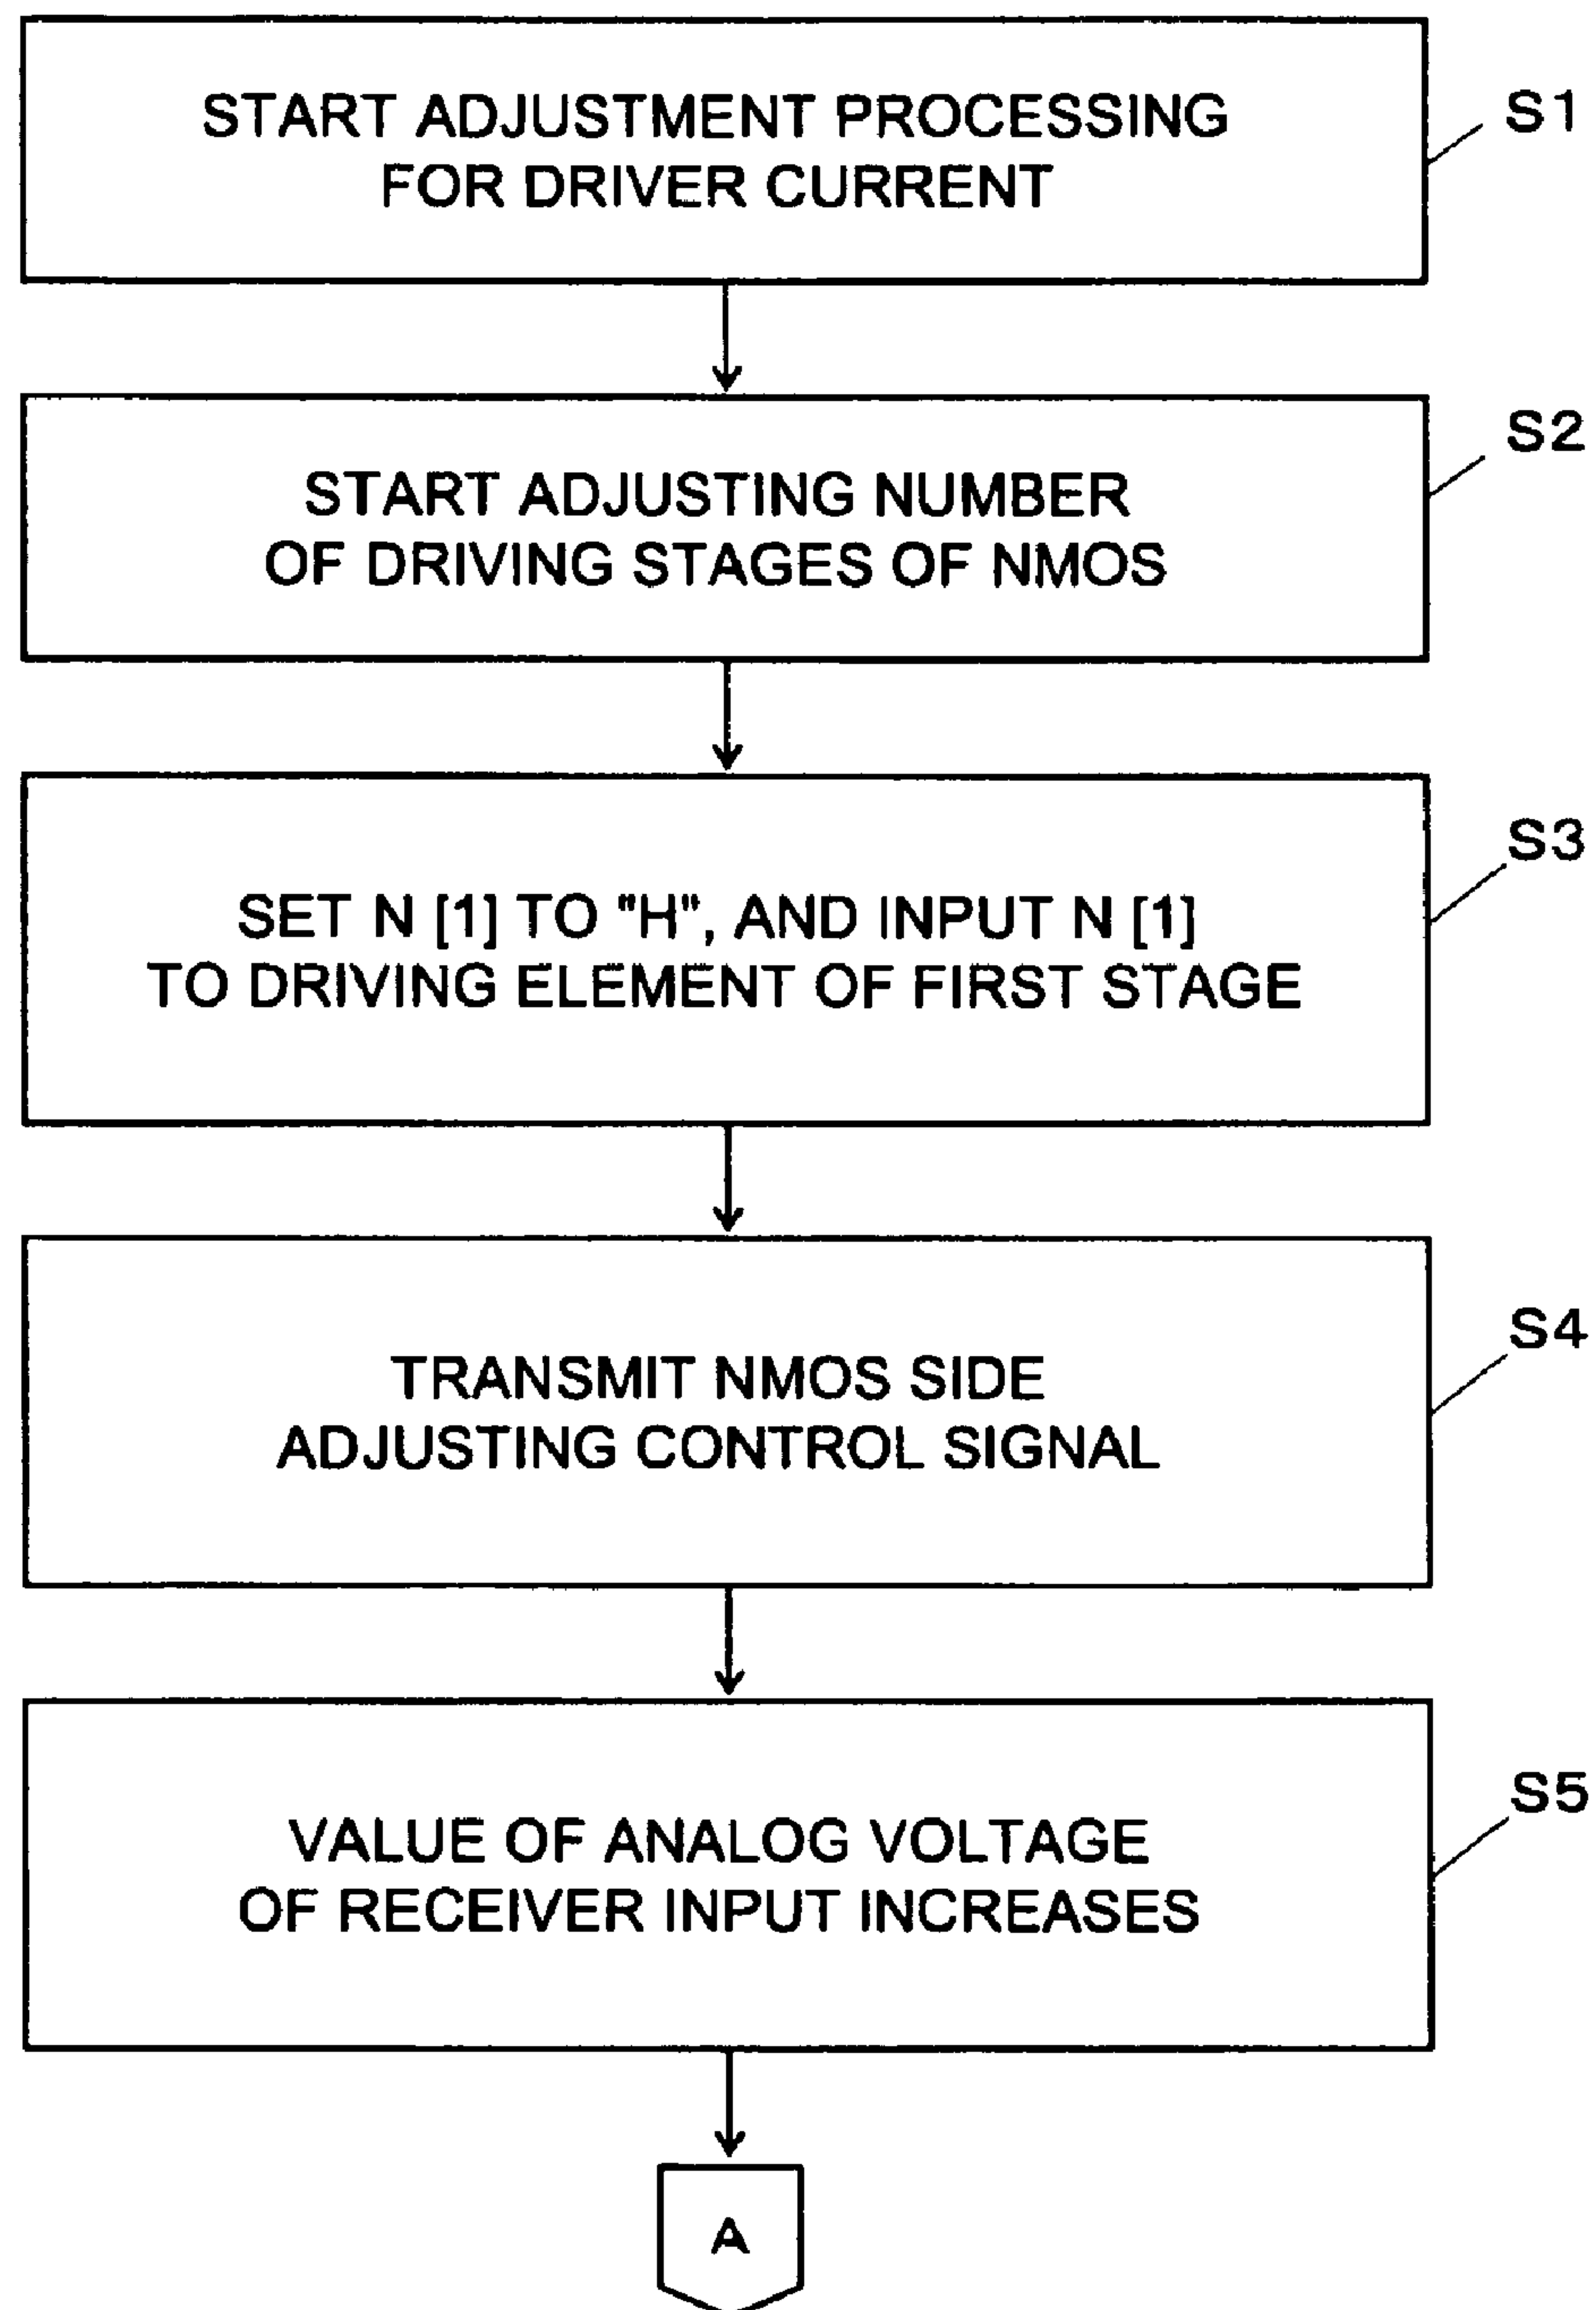 START ADJUSTMENT PROCESSING
FOR DRIVER CURRENT
S1
START ADJUSTING NUMBER
OF DRIVING STAGES OF NMOS
S2
SET N [1] TO "H", AND INPUT N [1]
TO DRIVING ELEMENT OF FIRST STAGE
S3
TRANSMIT NMOS SIDE
ADJUSTING CONTROL SIGNAL
S4
VALUE OF ANALOG VOLTAGE
OF RECEIVER INPUT INCREASES
S5
A